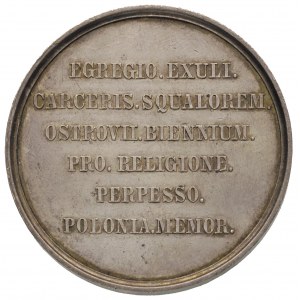 EGREGIO. EXULI.
CARCERIS. SQUALOREM.
OSTROVII. BIENNIUM.
PRO. RELIGIONE.
PERPESSO.
POLONIA. MEMOR.